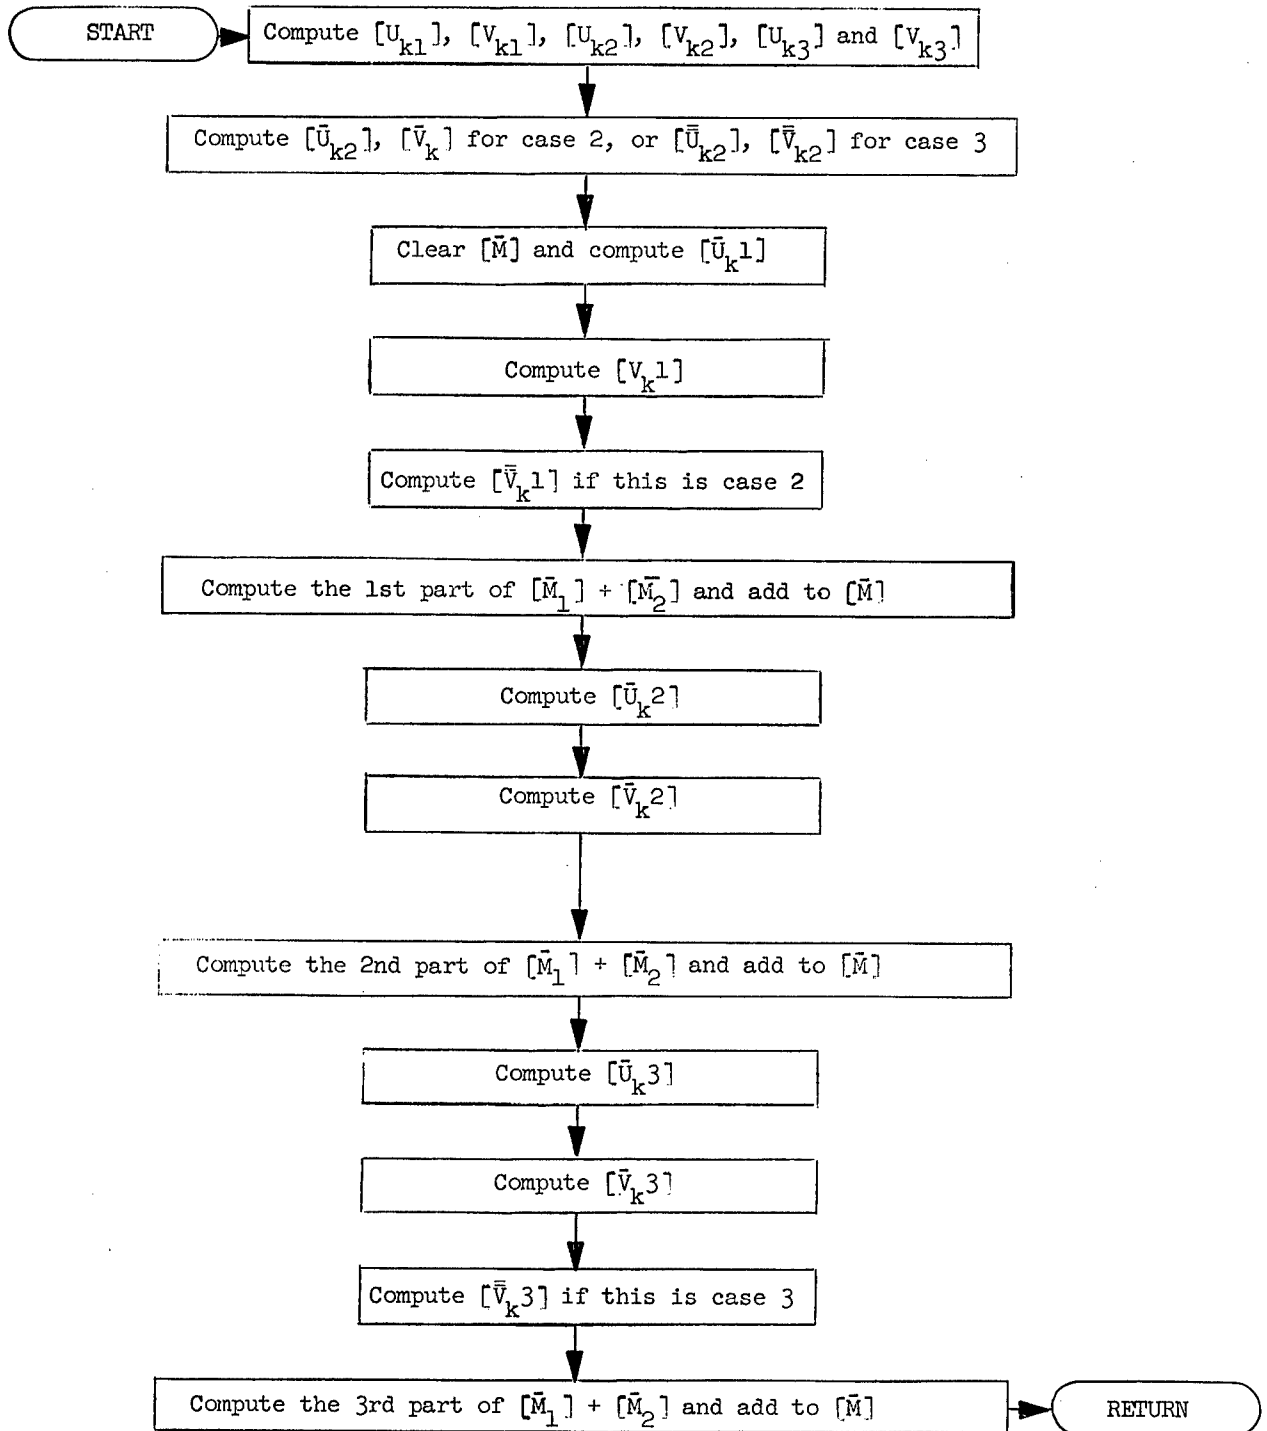 START
Compute [U_k1], [V_k1], [U_k2], [V_k2], [U_k3] and [V_k3]
Compute [Ū_k2], [V̄_k] for case 2, or [Ū̄_k2], [V̄̄_k2] for case 3
Clear [M̄] and compute [Ū_k1]
Compute [V_k1]
Compute [V̄̄_k1] if this is case 2
Compute the 1st part of [M̄_1] + [M̄_2] and add to [M̄]
Compute [Ū_k2]
Compute [V̄_k2]
Compute the 2nd part of [M̄_1] + [M̄_2] and add to [M̄]
Compute [Ū_k3]
Compute [V̄_k3]
Compute [V̄̄_k3] if this is case 3
Compute the 3rd part of [M̄_1] + [M̄_2] and add to [M̄]
RETURN